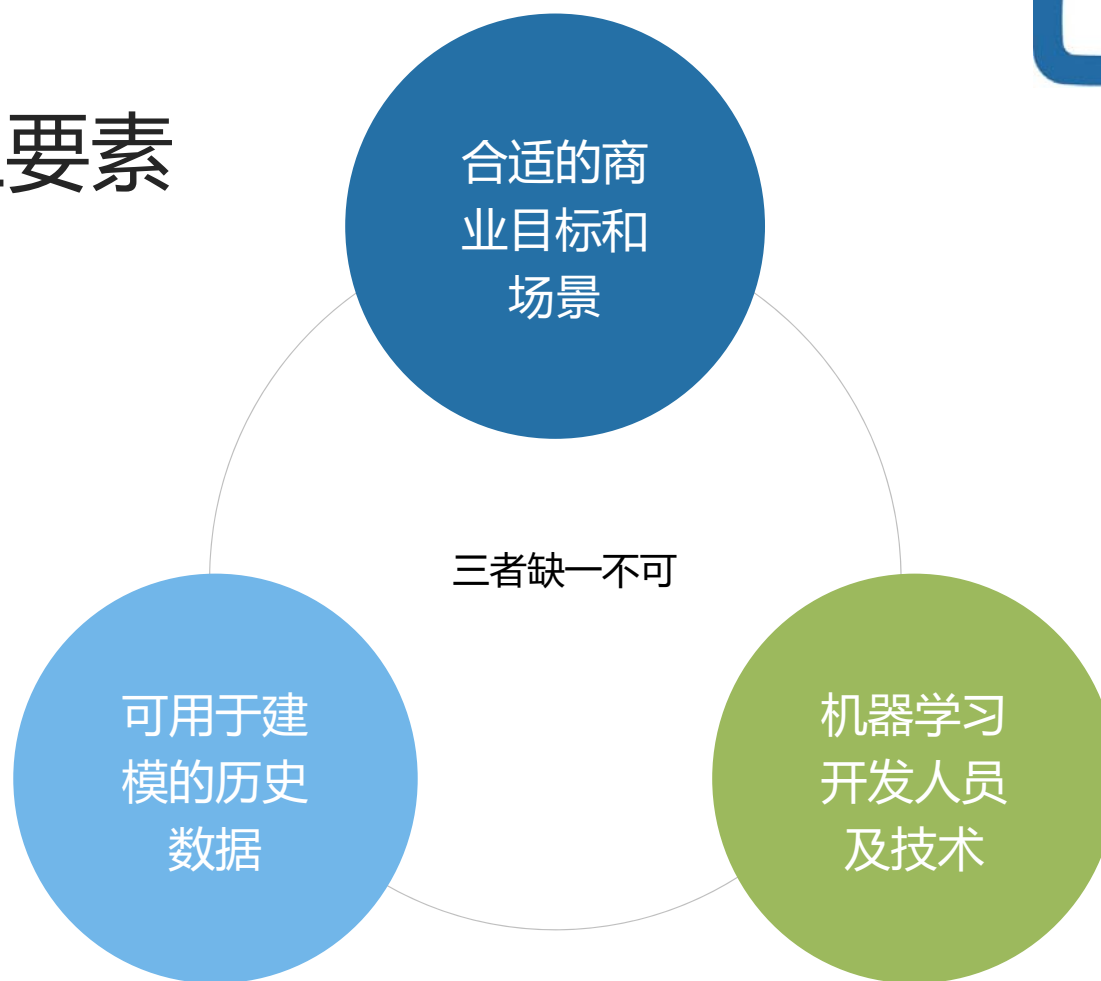 要素
合适的商
业目标和
场景
三者缺一不可
可用于建
模的历史
数据
机器学习
开发人员
及技术